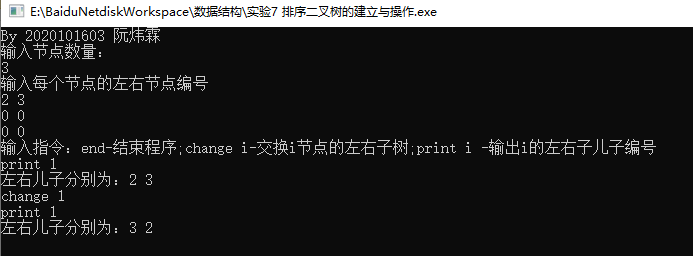 E:\BaiduNetdiskWorkspace\数据结构\实验7 排序二叉树的建立与操作.exe
By 2020101603 阮炜霖
输入节点数量：
3
输入每个节点的左右节点编号
2 3
0 0
0 0
输入指令：end-结束程序;change i-交换i节点的左右子树;print i -输出i的左右子儿子编号
print 1
左右儿子分别为：2 3
change 1
print 1
左右儿子分别为：3 2